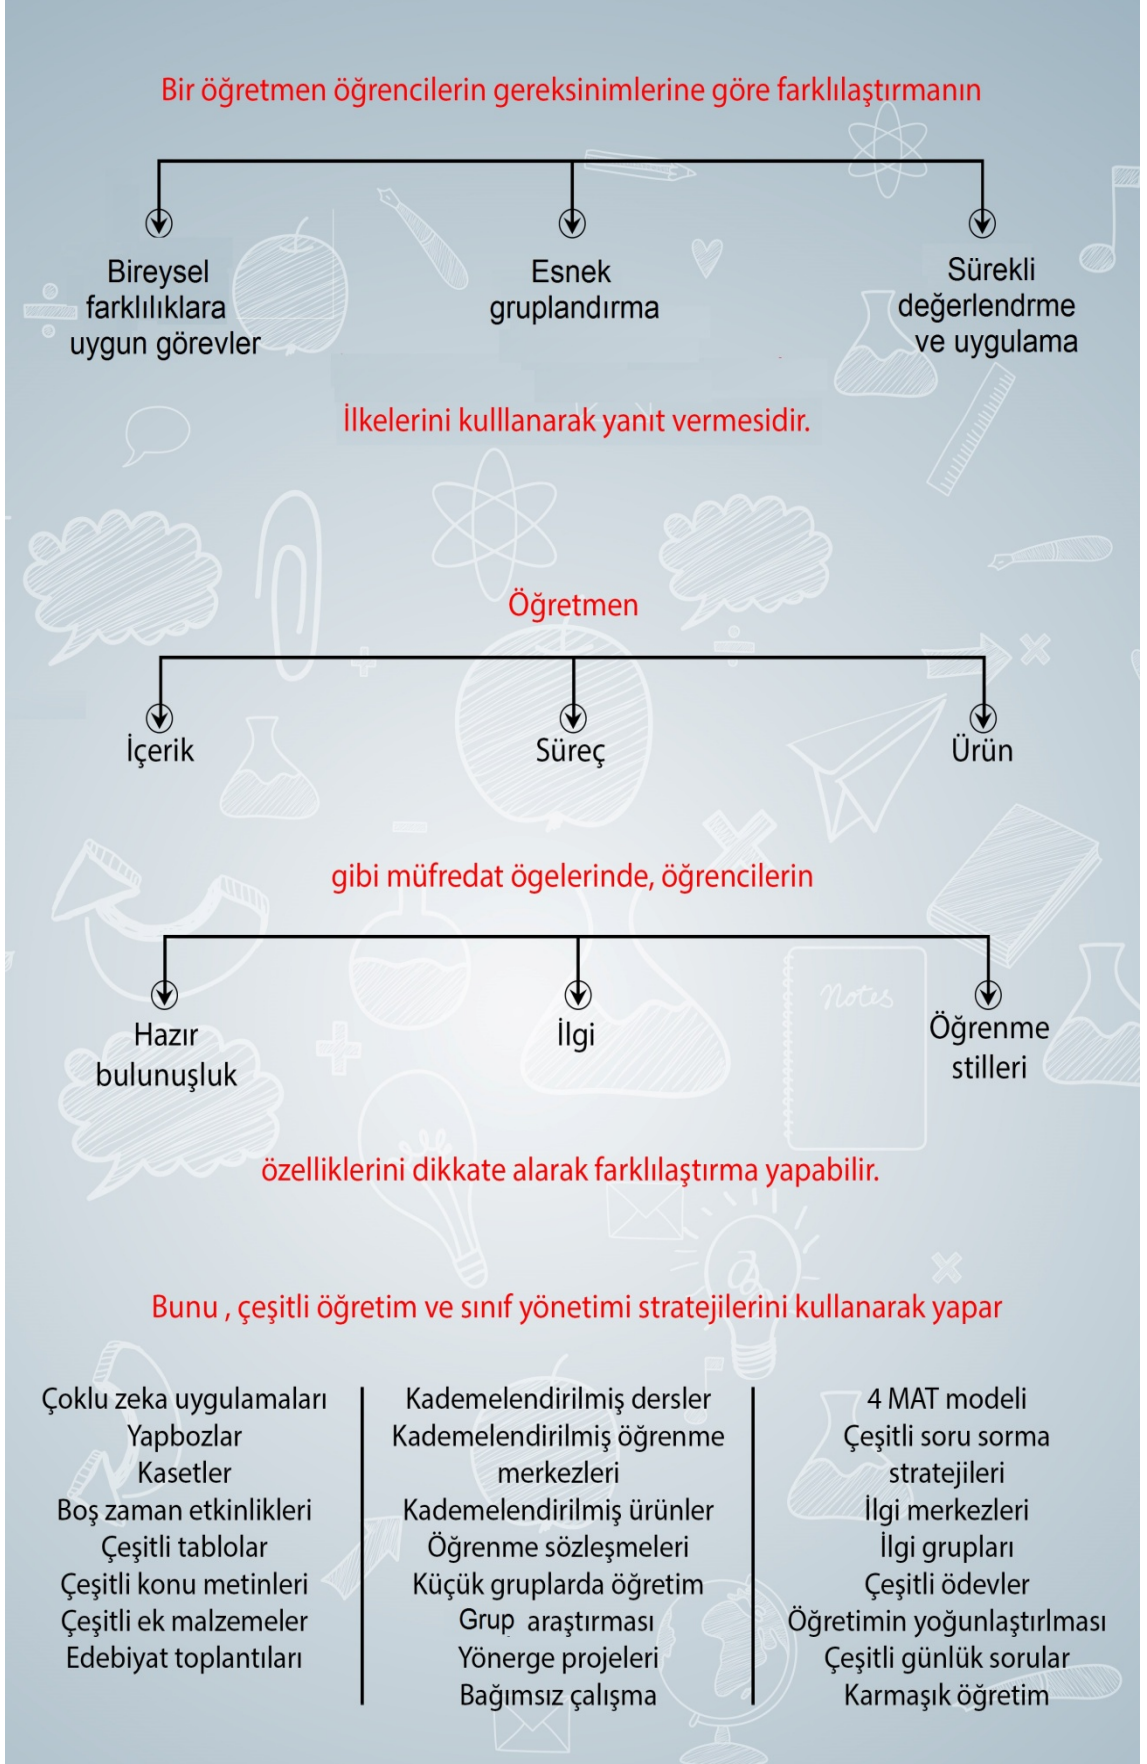 Bir öğretmen öğrencilerin gereksinimlerine göre farklılaştırmanın
Bireysel
farklılıklara
uygun görevler
Esnek
gruplandırma
Sürekli
değerlendrme
ve uygulama
İlkelerini kulllanarak yanıt vermesidir.
Öğretmen
İçerik
Süreç
Ürün
gibi müfredat ögelerinde, öğrencilerin
Notes
Hazır
bulunuşluk
İlgi
Öğrenme
stilleri
özelliklerini dikkate alarak farklılaştırma yapabilir.
Bunu , çeşitli öğretim ve sınıf yönetimi stratejilerini kullanarak yapar
Çoklu zeka uygulamaları
Yapbozlar
Kasetler
Boş zaman etkinlikleri
Çeşitli tablolar
Çeşitli konu metinleri
Çeşitli ek malzemeler
Edebiyat toplantıları
Kademelendirilmiş dersler
Kademelendirilmiş öğrenme
merkezleri
Kademelendirilmiş ürünler
Öğrenme sözleşmeleri
Küçük gruplarda öğretim
Grup araştırması
Yönerge projeleri
Bağımsız çalışma
4 MAT modeli
Çeşitli soru sorma
stratejileri
İlgi merkezleri
İlgi grupları
Çeşitli ödevler
Öğretimin yoğunlaştırlması
Çeşitli günlük sorular
Karmaşık öğretim